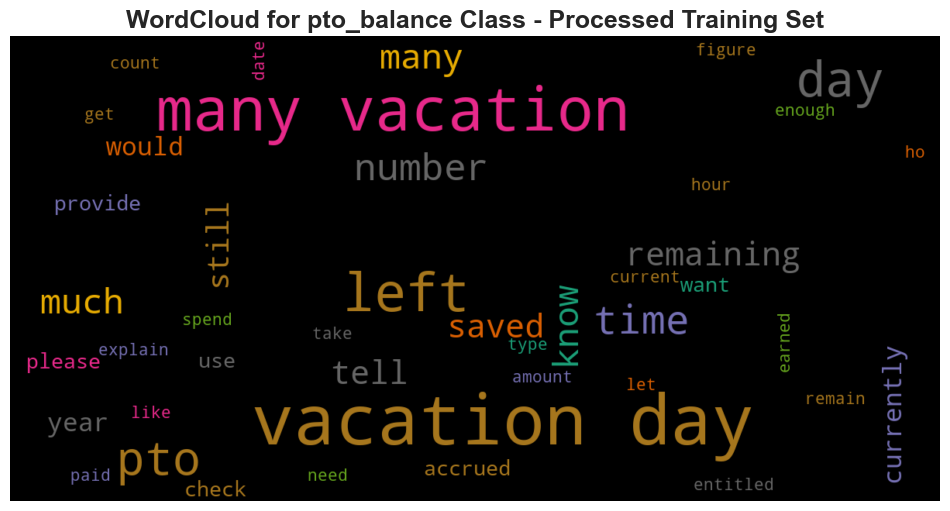 WordCloud for pto_balance Class - Processed Training Set
count
date
many
figure
day
get
many vacation
enough
would
number
ho
provide
hour
still
remaining
current
want
much
left
know
time
spend
saved
earned
take
type
please
explain
use
tell
amount
let
currently
year
like
vacation day
remain
pto
paid
check
need
accrued
entitled